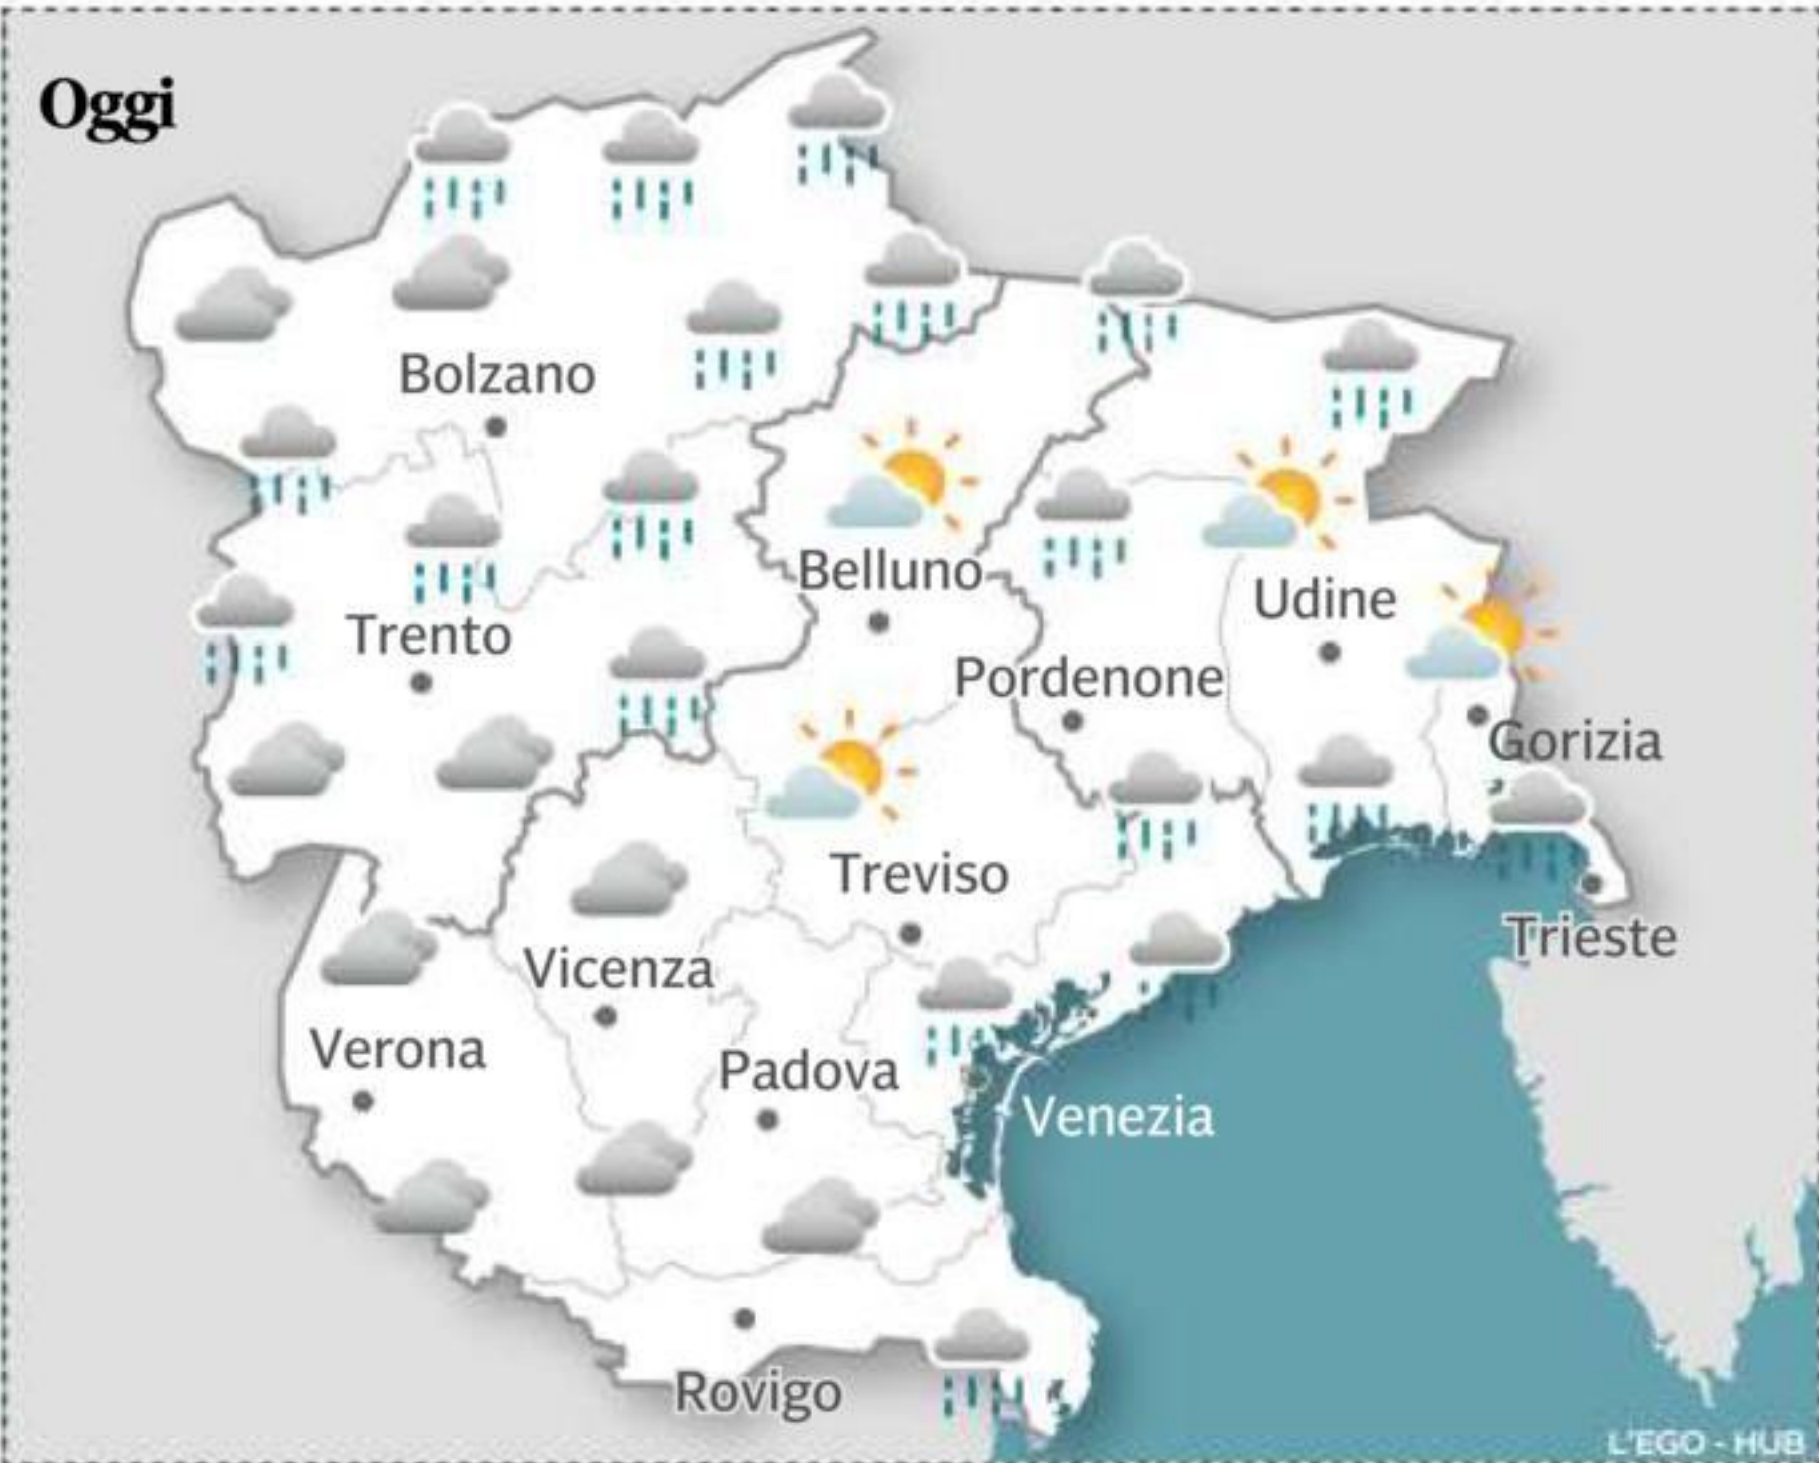 Oggi
Bolzano
Belluno
Udine
Trento
Pordenone
Gorizia
Treviso
Trieste
Vicenza
Verona
Padova
Venezia
Rovigo
L'EGO - HUB